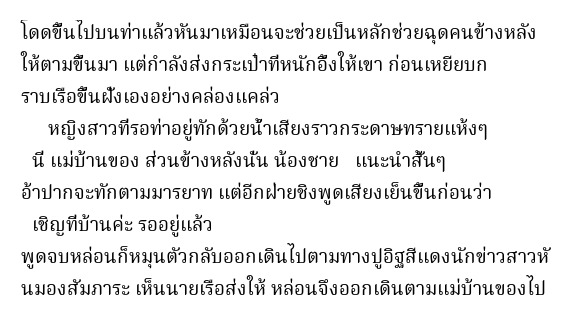 โดดขึ้นไปบนท่าแล้วหันมาเหมือนจะช่วยเป็นหลักช่วยฉุดคนข้างหลัง
ให้ตามขึ้นมา แต่กำลังส่งกระเป๋าที่หนักอึ้งให้เขา ก่อนเหยียบก
ราบเรือขึ้นฝั่งเองอย่างคล่องแคล่ว
หญิงสาวที่รอท่าอยู่ทักด้วยน้ำเสียงราวกระดาษทรายแห้งๆ
นี่ แม่บ้านของ ส่วนข้างหลังนั้น น้องชาย แนะนำสั้นๆ
อ้าปากจะทักตามมารยาท แต่อีกฝ่ายชิงพูดเสียงเย็นขึ้นก่อนว่า
เชิญที่บ้านค่ะ รออยู่แล้ว
พูดจบหล่อนก็หมุนตัวกลับออกเดินไปตามทางปูอิฐสีแดงนักข่าวสาวหั
นมองสัมภาระ เห็นนายเรือส่งให้ หล่อนจึงออกเดินตามแม่บ้านของไป